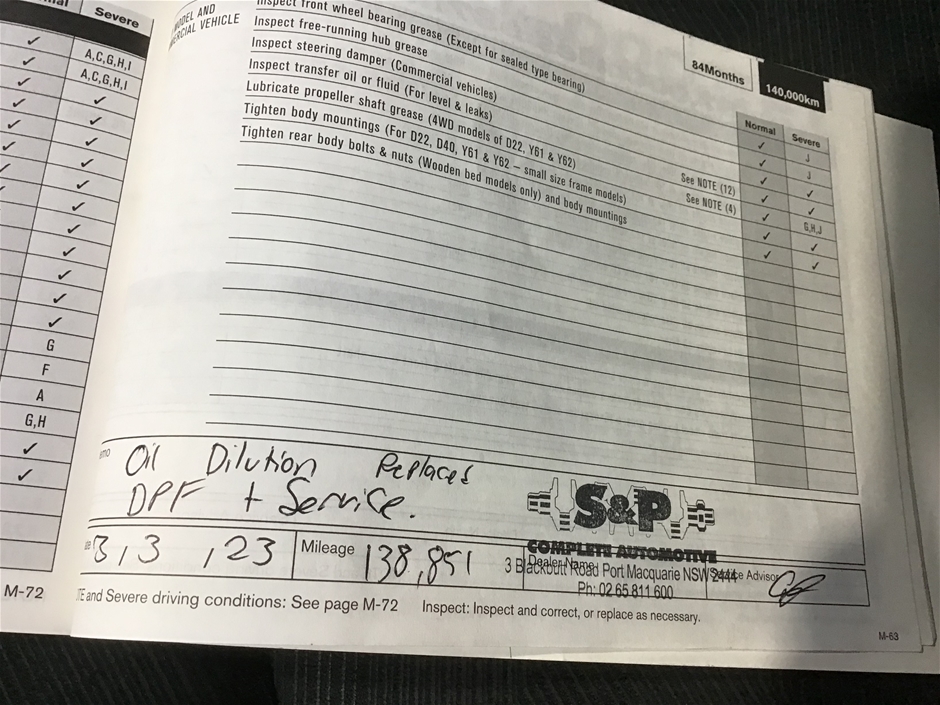 Severe
A,C,G,H,I
A,C,G,H,I
G
F
A
G,H
M-72
MODEL AND
VEHICLE
84Months
140,000km
Normal Severe
Inspect front wheel bearing grease (Except for sealed type bearing)
Inspect free-running hub grease
Inspect steering damper (Commercial vehicles)
Inspect transfer oil or fluid (For level & leaks)
Lubricate propeller shaft grease (4WD models of D22, Y61 & Y62)
Tighten body mountings (For D22, D40, Y61 & Y62 – small size frame models)
Tighten rear body bolts & nuts (Wooden bed models only) and body mountings
See NOTE (12)
See NOTE (4)
J
J
G,H,J
Oil Dilution Replaced
DPF + Service.
S&P
COMPLETE AUTOMOTIVE
3 Blackbutt Road Port Macquarie NSW 2444
Ph: 02 65 811 600
3,3,23 Mileage 138,851 Dealer Name Service Advisor
and Severe driving conditions: See page M-72 Inspect: Inspect and correct, or replace as necessary.
M-63